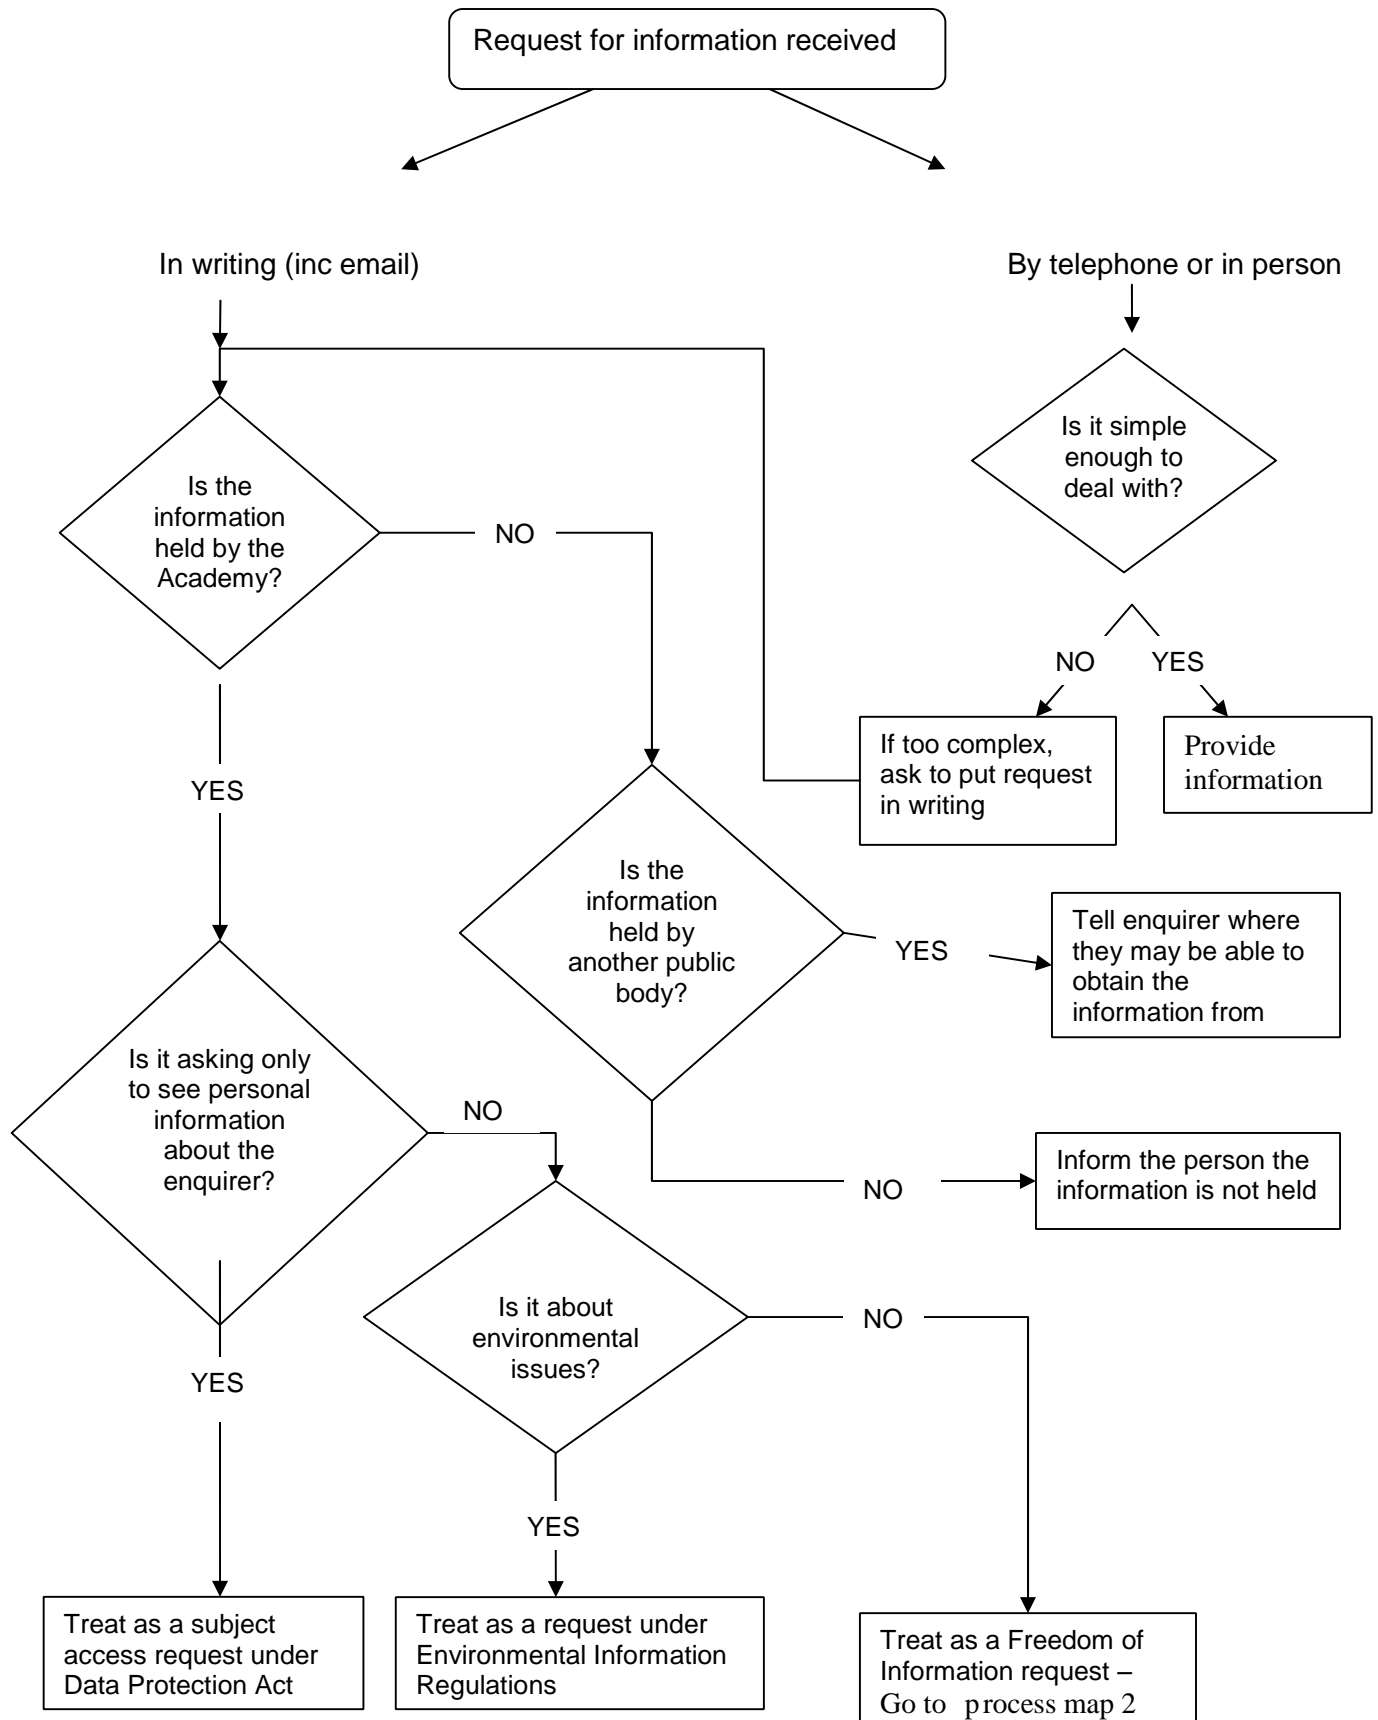 Request for information received
In writing (inc email)
By telephone or in person
Is it simple
enough to
deal with?
Is the
information
held by the
Academy?
NO
NO
YES
If too complex,
ask to put request
in writing
Provide
information
YES
Is the
information
held by
another public
body?
YES
Tell enquirer where
they may be able to
obtain the
information from
Is it asking only
to see personal
information
about the
enquirer?
NO
NO
Inform the person the
information is not held
Is it about
environmental
issues?
NO
YES
YES
Treat as a subject
access request under
Data Protection Act
Treat as a request under
Environmental Information
Regulations
Treat as a Freedom of
Information request –
Go to process map 2